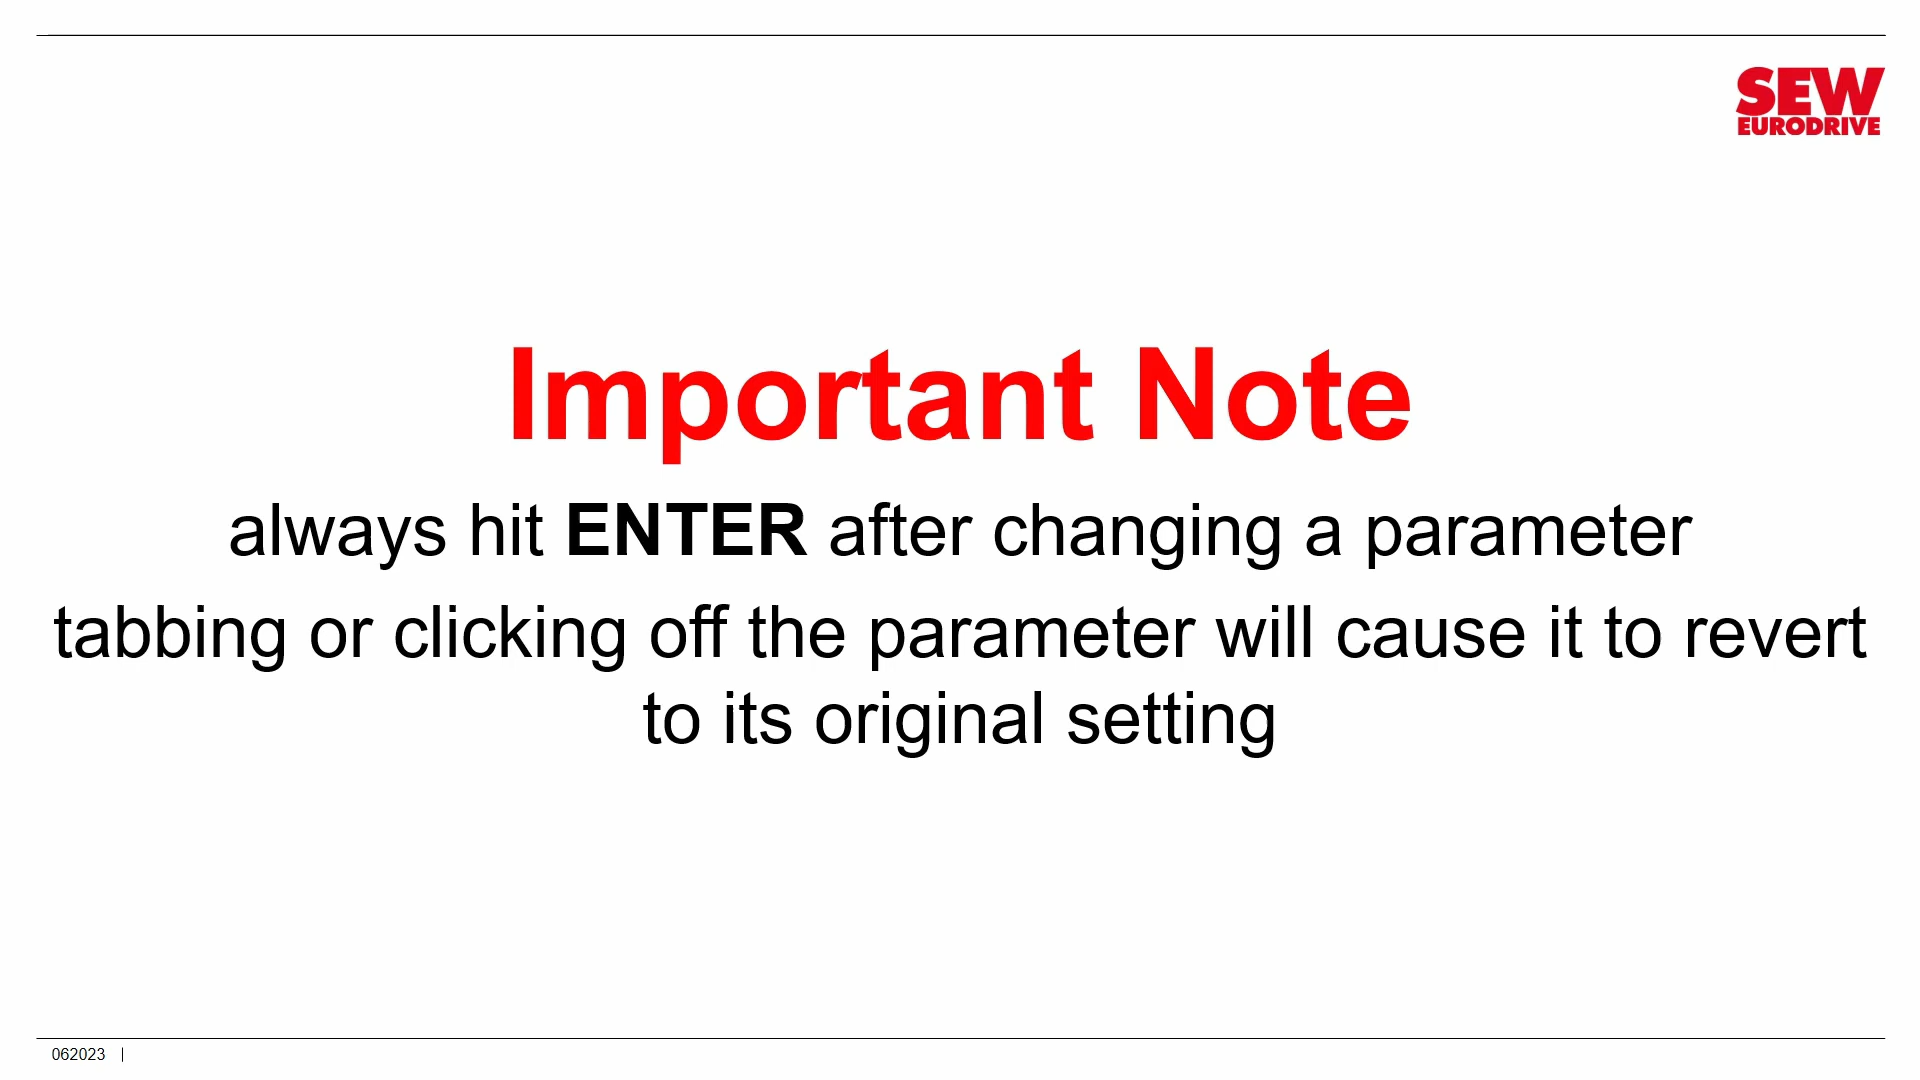 SEW
EURODRIVE
Important Note
always hit ENTER after changing a parameter
tabbing or clicking off the parameter will cause it to revert
to its original setting
062023 |